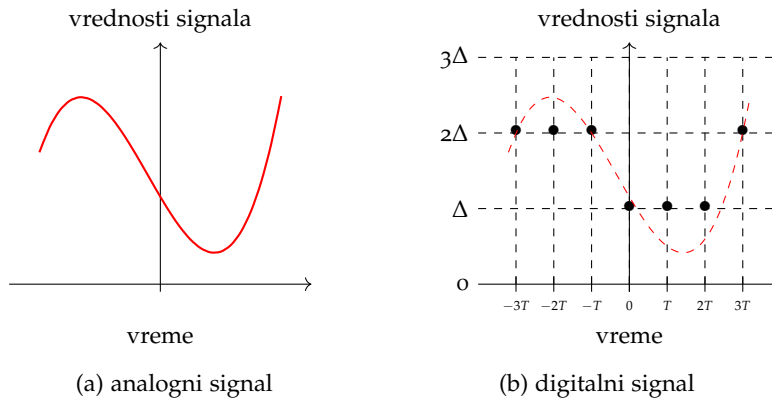 vrednosti signala
vreme
(a) analogni signal
vrednosti signala
3Δ
2Δ
Δ
0
−3T −2T −T 0 T 2T 3T
vreme
(b) digitalni signal